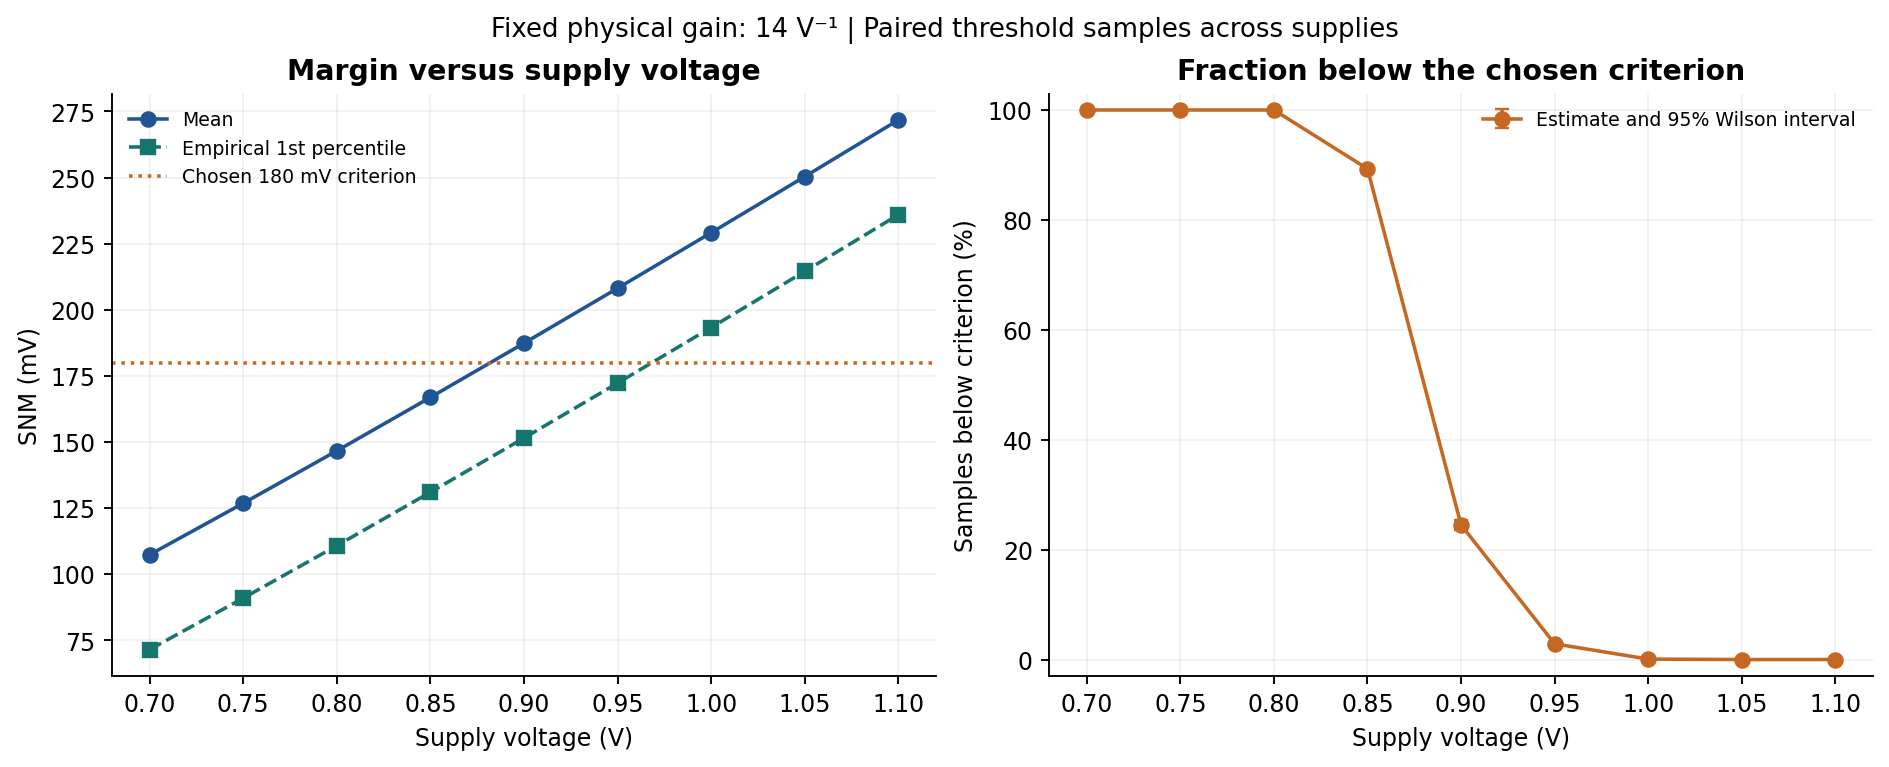 Fixed physical gain: 14 V⁻¹ | Paired threshold samples across supplies
Margin versus supply voltage
275
250
225
200
175
150
125
100
75
SNM (mV)
Mean
Empirical 1st percentile
Chosen 180 mV criterion
0.70 0.75 0.80 0.85 0.90 0.95 1.00 1.05 1.10
Supply voltage (V)
Fraction below the chosen criterion
100
80
60
40
20
0
Samples below criterion (%)
Estimate and 95% Wilson interval
0.70 0.75 0.80 0.85 0.90 0.95 1.00 1.05 1.10
Supply voltage (V)